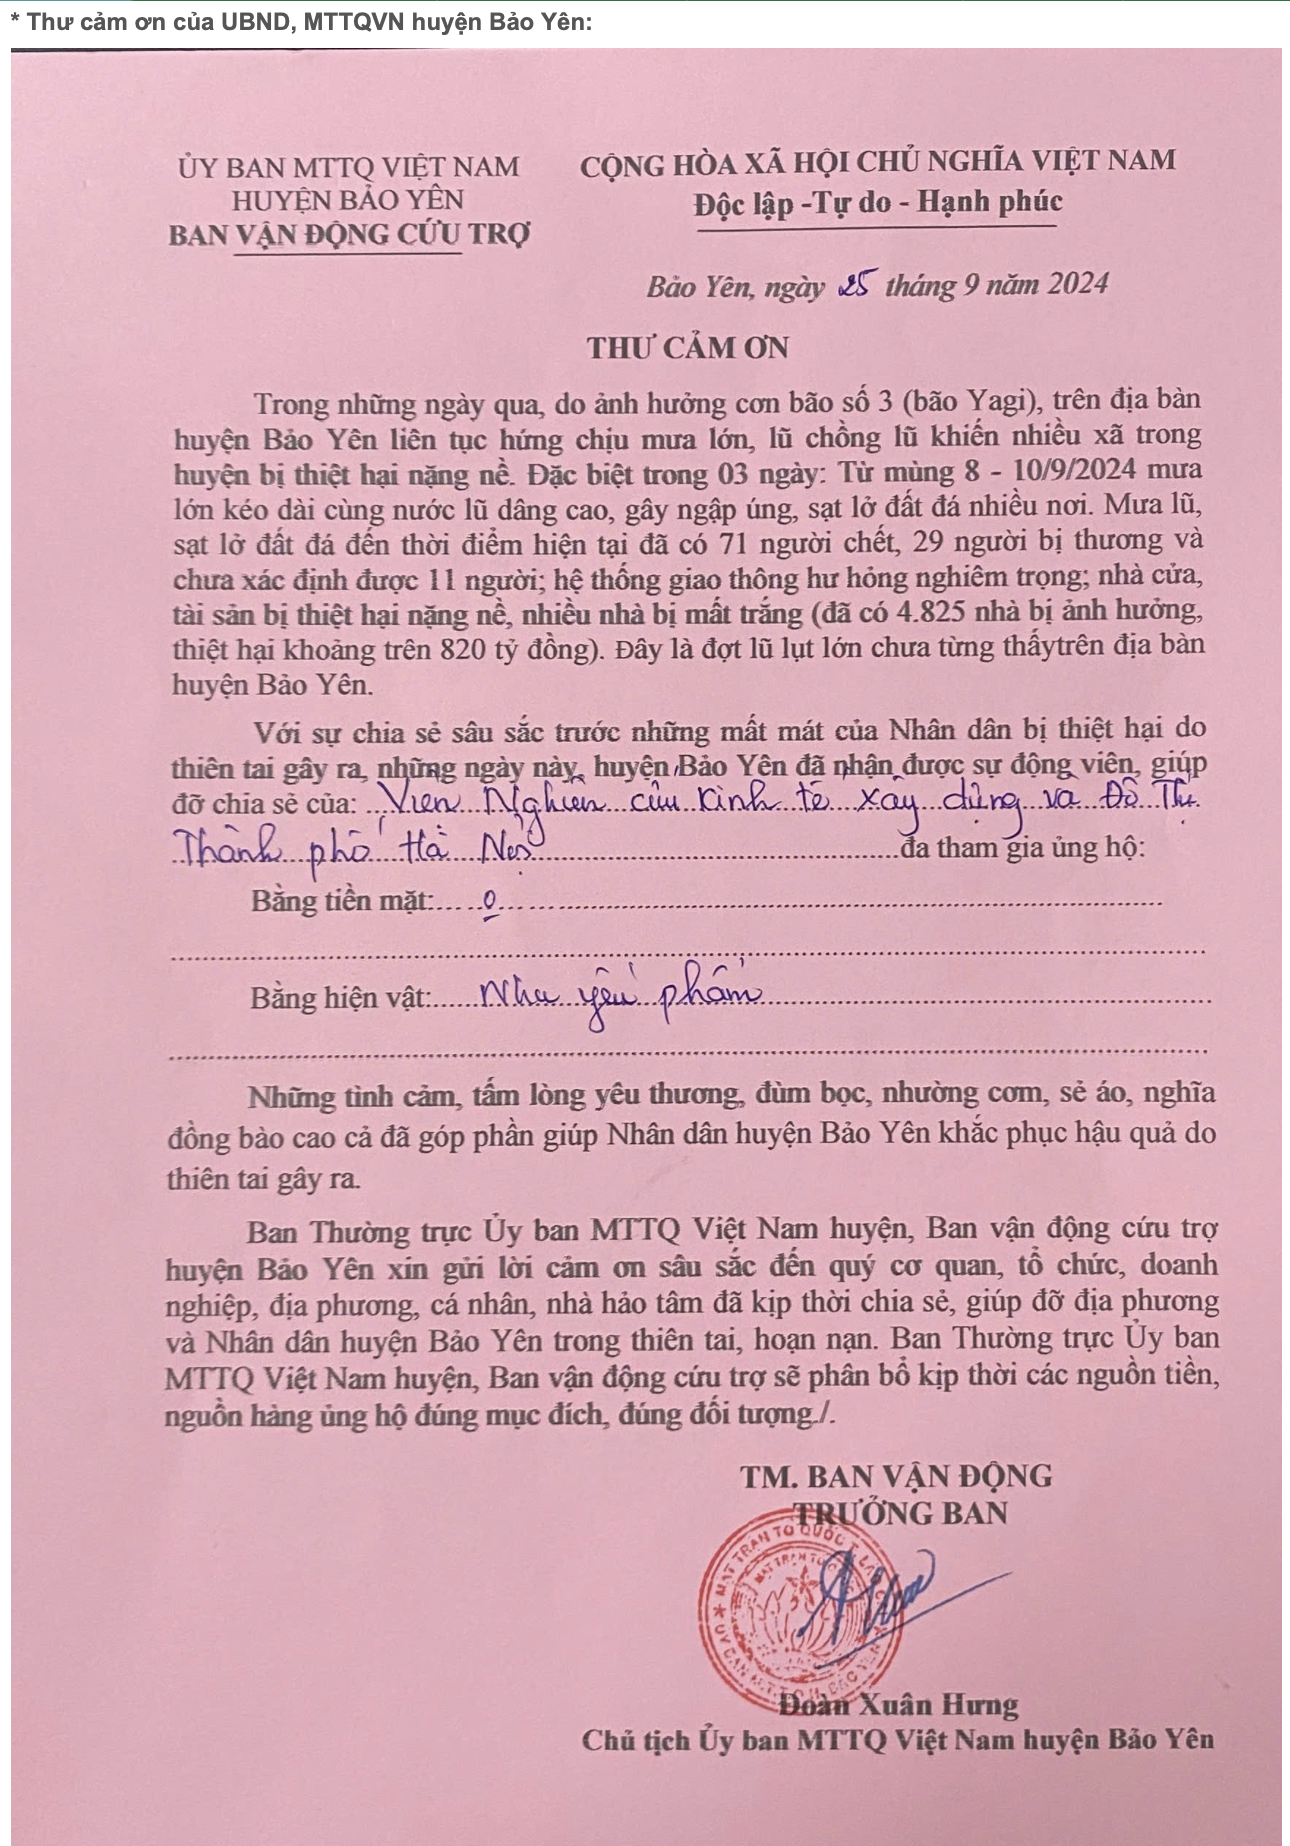 * Thư cảm ơn của UBND, MTTQVN huyện Bảo Yên:
ỦY BAN MTTQ VIỆT NAM
HUYỆN BẢO YÊN
BAN VẬN ĐỘNG CỨU TRỢ
CỘNG HÒA XÃ HỘI CHỦ NGHĨA VIỆT NAM
Độc lập -Tự do - Hạnh phúc
Bảo Yên, ngày 25 tháng 9 năm 2024
THƯ CẢM ƠN
Trong những ngày qua, do ảnh hưởng cơn bão số 3 (bão Yagi), trên địa bàn
huyện Bảo Yên liên tục hứng chịu mưa lớn, lũ chồng lũ khiến nhiều xã trong
huyện bị thiệt hại nặng nề. Đặc biệt trong 03 ngày: Từ mùng 8 - 10/9/2024 mưa
lớn kéo dài cùng nước lũ dâng cao, gây ngập úng, sạt lở đất đá nhiều nơi. Mưa lũ,
sạt lở đất đá đến thời điểm hiện tại đã có 71 người chết, 29 người bị thương và
chưa xác định được 11 người; hệ thống giao thông hư hỏng nghiêm trọng; nhà cửa,
tài sản bị thiệt hại nặng nề, nhiều nhà bị mất trắng (đã có 4.825 nhà bị ảnh hưởng,
thiệt hại khoảng trên 820 tỷ đồng). Đây là đợt lũ lụt lớn chưa từng thấytrên địa bàn
huyện Bảo Yên.
Với sự chia sẻ sâu sắc trước những mất mát của Nhân dân bị thiệt hại do
thiên tai gây ra, những ngày này, huyện Bảo Yên đã nhận được sự động viên, giúp
đỡ chia sẻ của: Viện Nghiên cứu Kinh tế xây dựng và Đô Thị
Thành phố Hà Nội đa tham gia ủng hộ:
Bằng tiền mặt: 0
Bằng hiện vật: Nhu yếu phẩm
Những tình cảm, tấm lòng yêu thương, đùm bọc, nhường cơm, sẻ áo, nghĩa
đồng bào cao cả đã góp phần giúp Nhân dân huyện Bảo Yên khắc phục hậu quả do
thiên tai gây ra.
Ban Thường trực Ủy ban MTTQ Việt Nam huyện, Ban vận động cứu trợ
huyện Bảo Yên xin gửi lời cảm ơn sâu sắc đến quý cơ quan, tổ chức, doanh
nghiệp, địa phương, cá nhân, nhà hảo tâm đã kịp thời chia sẻ, giúp đỡ địa phương
và Nhân dân huyện Bảo Yên trong thiên tai, hoạn nạn. Ban Thường trực Ủy ban
MTTQ Việt Nam huyện, Ban vận động cứu trợ sẽ phân bổ kịp thời các nguồn tiền,
nguồn hàng ủng hộ đúng mục đích, đúng đối tượng./.
TM. BAN VẬN ĐỘNG
TRƯỞNG BAN
Đoàn Xuân Hưng
Chủ tịch Ủy ban MTTQ Việt Nam huyện Bảo Yên